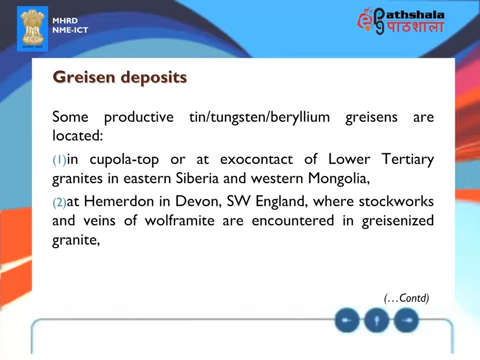 MHRD
NME-ICT
epathshala
पाठशाला
Greisen deposits
Some productive tin/tungsten/beryllium greisens are
located:
(1)in cupola-top or at exocontact of Lower Tertiary
granites in eastern Siberia and western Mongolia,
(2)at Hemerdon in Devon, SW England, where stockworks
and veins of wolframite are encountered in greisenized
granite,
(...Contd)